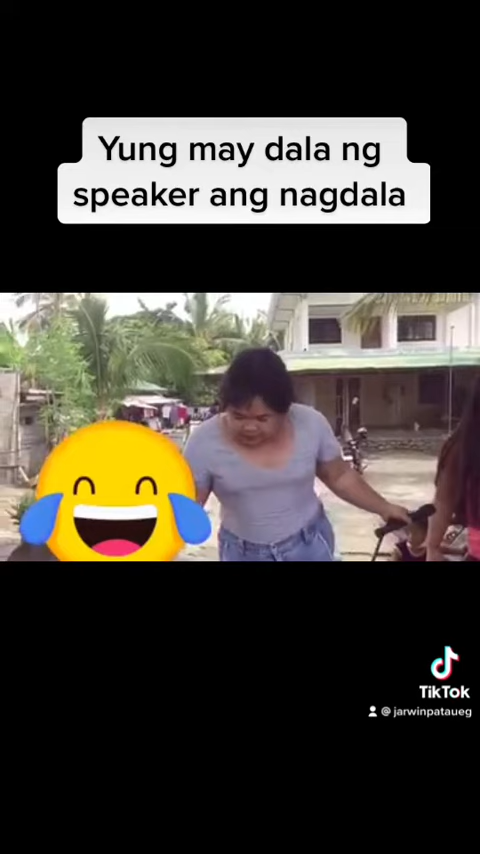 Yung may dala ng
speaker ang nagdala
TikTok
@ jarwinpataueg